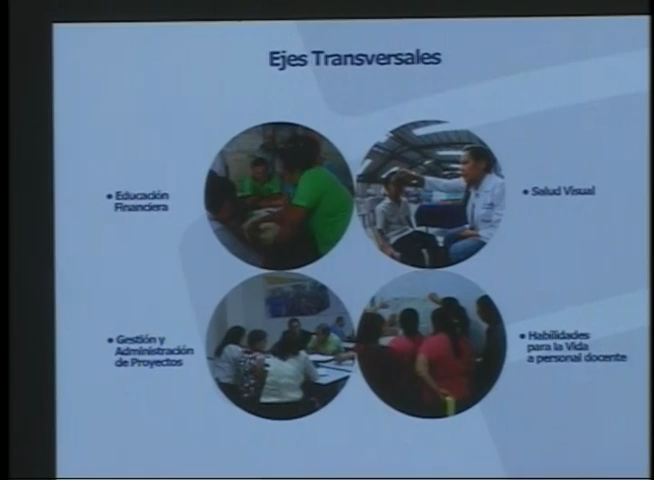 Ejes Transversales
• Educación
Financiera
• Salud Visual
• Gestión y
Administración
de Proyectos
• Habilidades
para la Vida
a personal docente